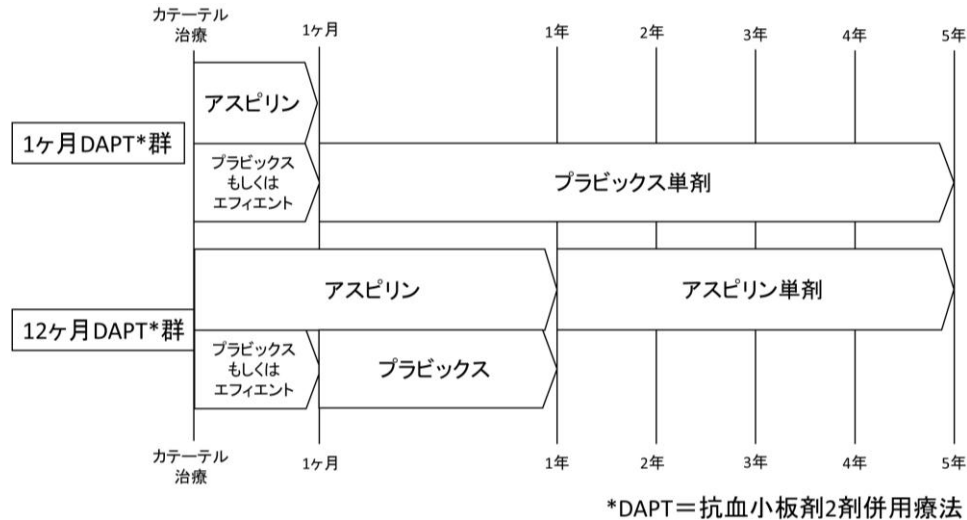 カテーテル
治療
1ヶ月
1年
2年
3年
4年
5年
アスピリン
1ヶ月DAPT*群
プラビックス
もしくは
エフィエント
プラビックス単剤
アスピリン
アスピリン単剤
12ヶ月DAPT*群
プラビックス
もしくは
エフィエント
プラビックス
カテーテル
治療
1ヶ月
1年
2年
3年
4年
5年
*DAPT＝抗血小板剤2剤併用療法